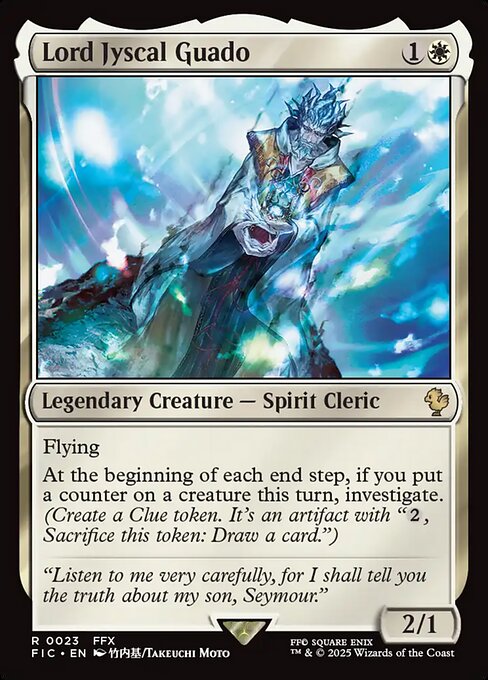 Lord Jyscal Guado 1
Legendary Creature — Spirit Cleric
Flying
At the beginning of each end step, if you put
a counter on a creature this turn, investigate.
(Create a Clue token. It's an artifact with “2,
Sacrifice this token: Draw a card.”)
“Listen to me very carefully, for I shall tell you
the truth about my son, Seymour.”
2/1
R 0023 FFX
FIC • EN 竹内基/Takeuchi Moto
FF© SQUARE ENIX
™ & © 2025 Wizards of the Coast